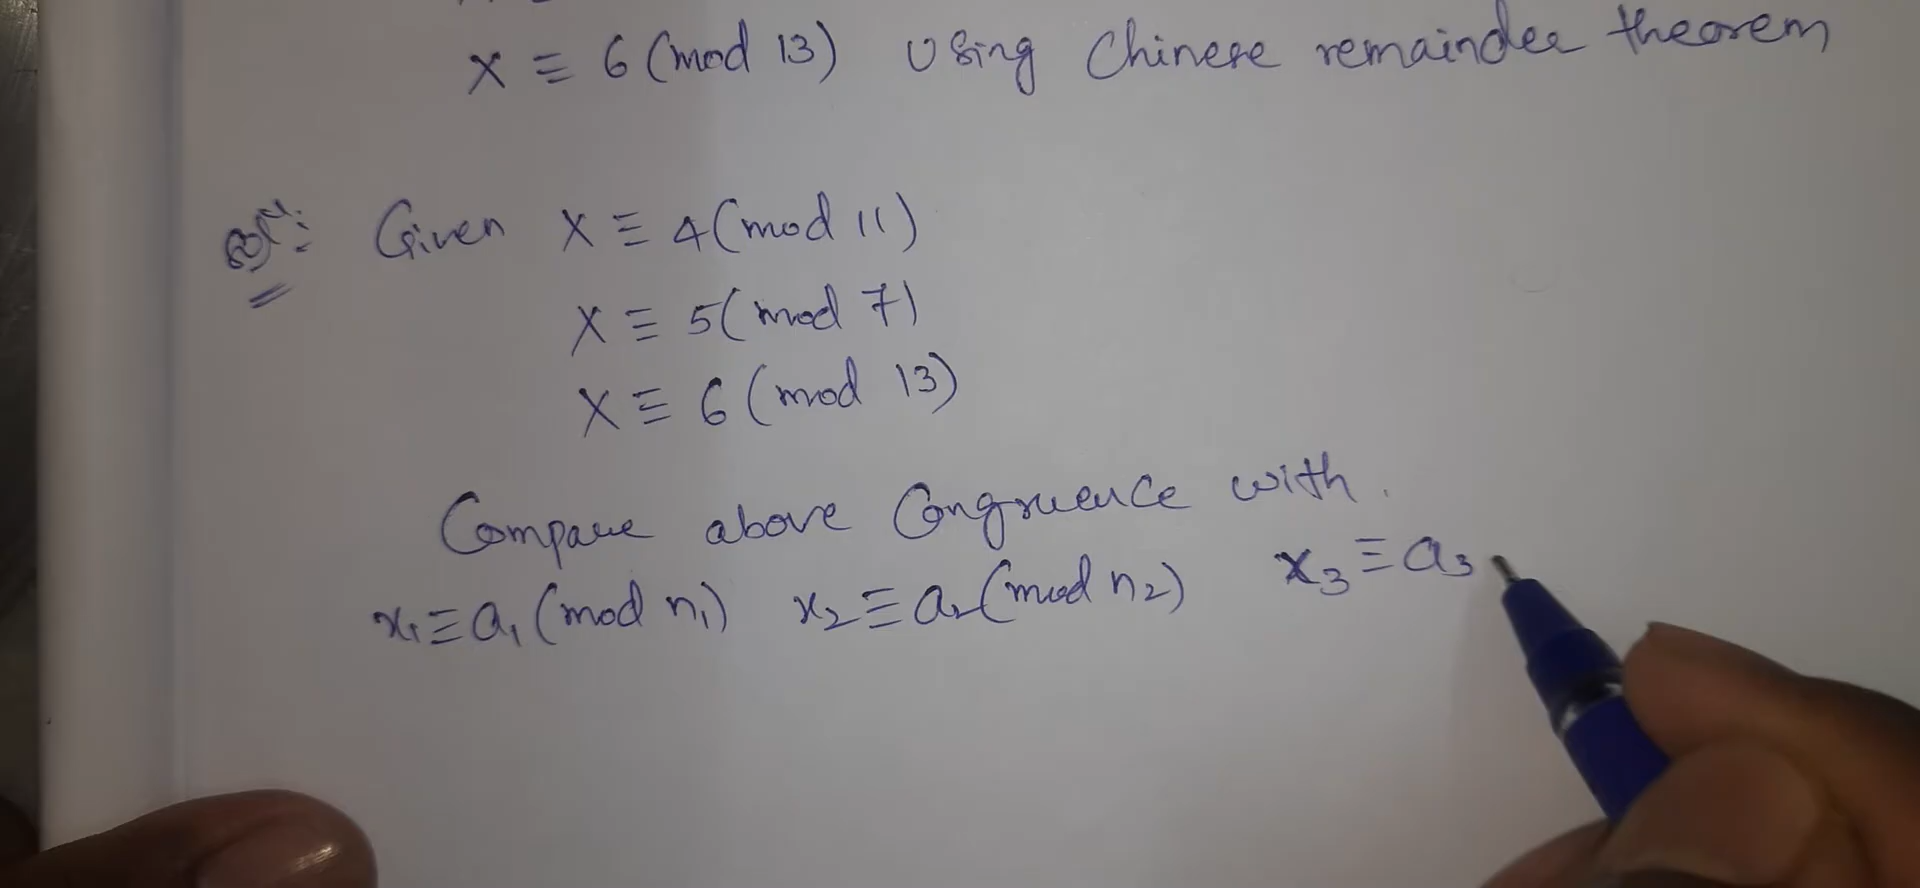 x ≡ 6 (mod 13) Using Chinese remainder theorem
Solⁿ: Given x ≡ 4 (mod 11)
x ≡ 5 (mod 7)
x ≡ 6 (mod 13)
Compare above Congruence with.
x₁ ≡ a₁ (mod n₁) x₂ ≡ a₂ (mod n₂) x₃ ≡ a₃